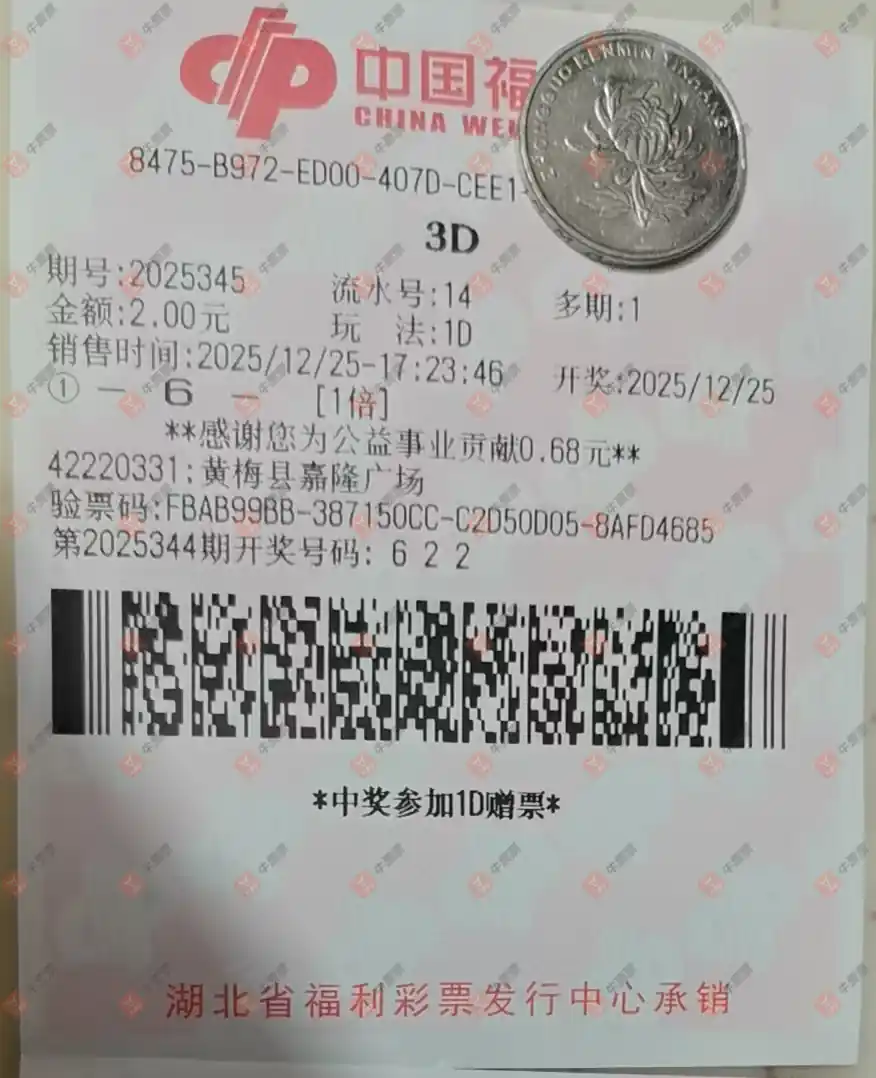 中国福
CHINA WEL
8475-B972-ED00-407D-CEE1-
ZHONGGUO RENMIN YINHANG
3D
期号:2025345 流水号:14 多期:1
金额:2.00元 玩 法:1D
销售时间:2025/12/25-17:23:46 开奖:2025/12/25
① — 6 — [1倍]
**感谢您为公益事业贡献0.68元**
42220331:黄梅县嘉隆广场
验票码:FBAB99BB-387150CC-C2D50D05-8AFD4685
第2025344期开奖号码: 6 2 2
*中奖参加1D赠票*
湖北省福利彩票发行中心承销